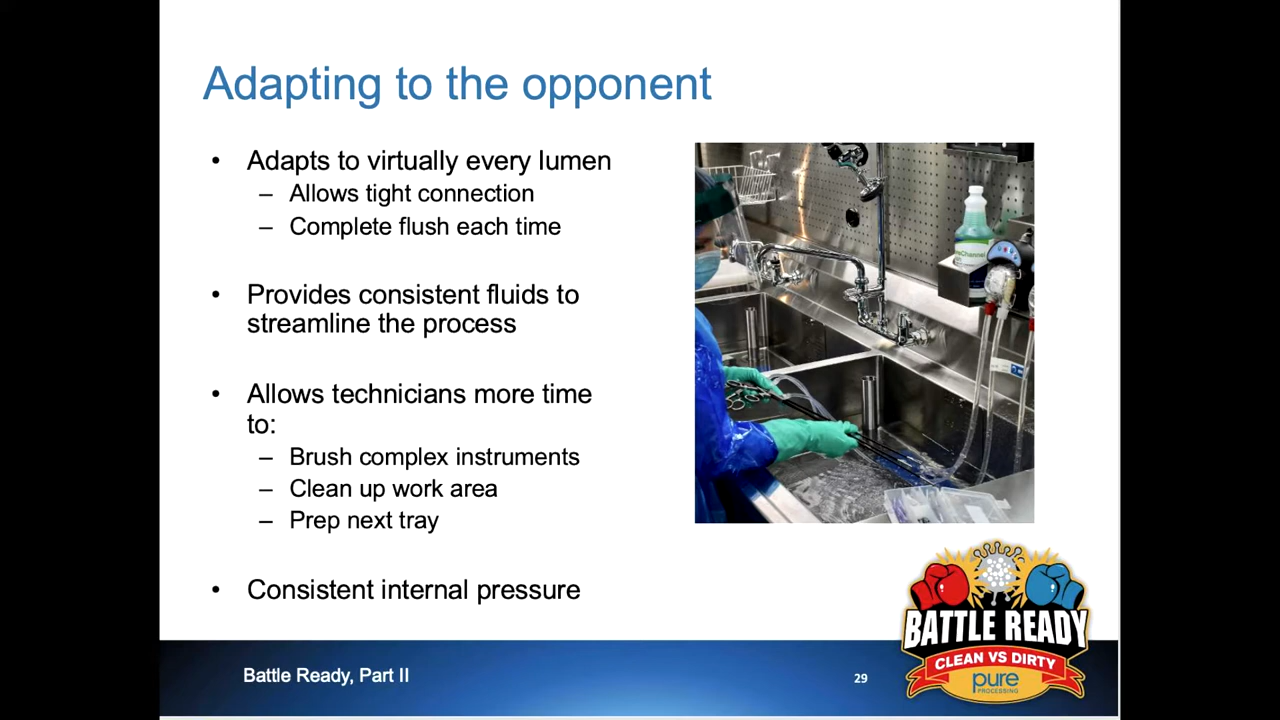 Adapting to the opponent
• Adapts to virtually every lumen
– Allows tight connection
– Complete flush each time
• Provides consistent fluids to
streamline the process
• Allows technicians more time
to:
– Brush complex instruments
– Clean up work area
– Prep next tray
• Consistent internal pressure
BATTLE READY
CLEAN VS DIRTY
pure
PROCESSING
Battle Ready, Part II
29